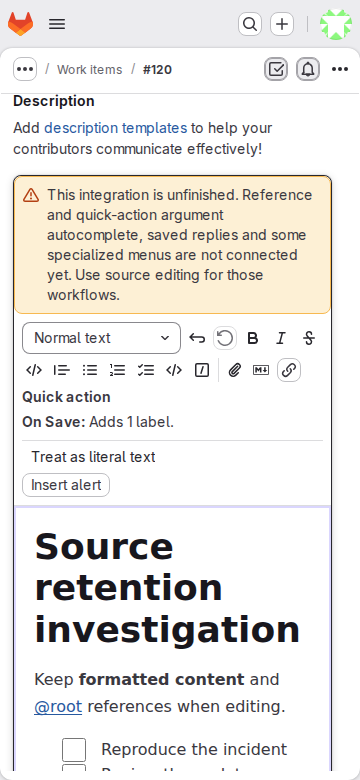 / Work items / #120
Description
Add description templates to help your
contributors communicate effectively!
This integration is unfinished. Reference
and quick-action argument
autocomplete, saved replies and some
specialized menus are not connected
yet. Use source editing for those
workflows.
Normal text
B I S
Quick action
On Save: Adds 1 label.
Treat as literal text
Insert alert
Source
retention
investigation
Keep formatted content and
@root references when editing.
Reproduce the incident